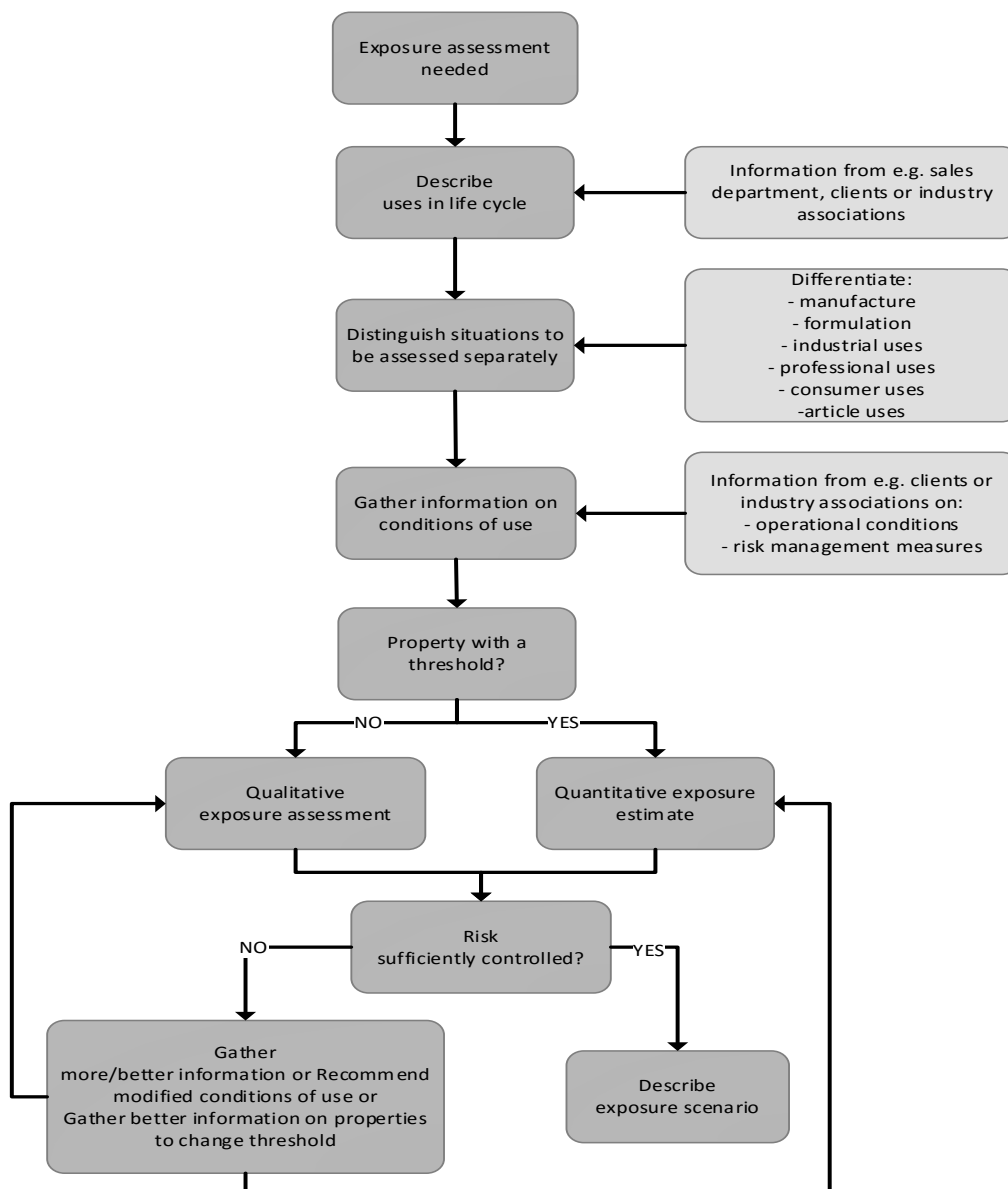 Exposure assessment
needed
Describe
uses in life cycle
Information from e.g. sales
department, clients or industry
associations
Distinguish situations to
be assessed separately
Differentiate:
- manufacture
- formulation
- industrial uses
- professional uses
- consumer uses
-article uses
Gather information on
conditions of use
Information from e.g. clients or
industry associations on:
- operational conditions
- risk management measures
Property with a
threshold?
NO
YES
Qualitative
exposure assessment
Quantitative exposure
estimate
Risk
sufficiently controlled?
NO
YES
Gather
more/better information or Recommend
modified conditions of use or
Gather better information on properties
to change threshold
Describe
exposure scenario